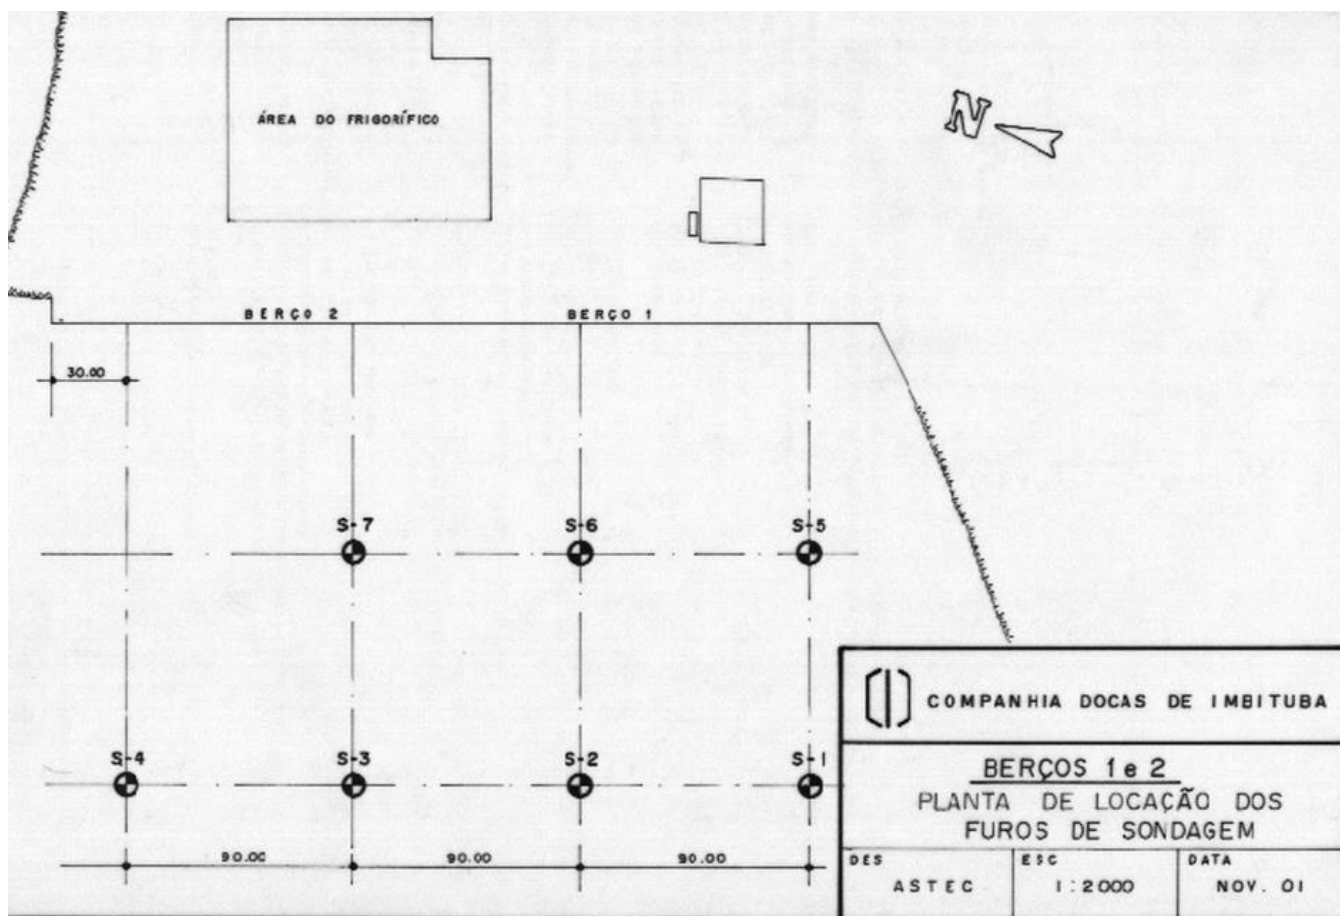 ÁREA DO FRIGORÍFICO
N
BERÇO 2
BERÇO 1
30.00
S-7
S-6
S-5
S-4
S-3
S-2
S-1
90.00
90.00
90.00
COMPANHIA DOCAS DE IMBITUBA
BERÇOS 1 e 2
PLANTA DE LOCAÇÃO DOS
FUROS DE SONDAGEM
DES
ESC
DATA
ASTEC
1:2000
NOV. 01